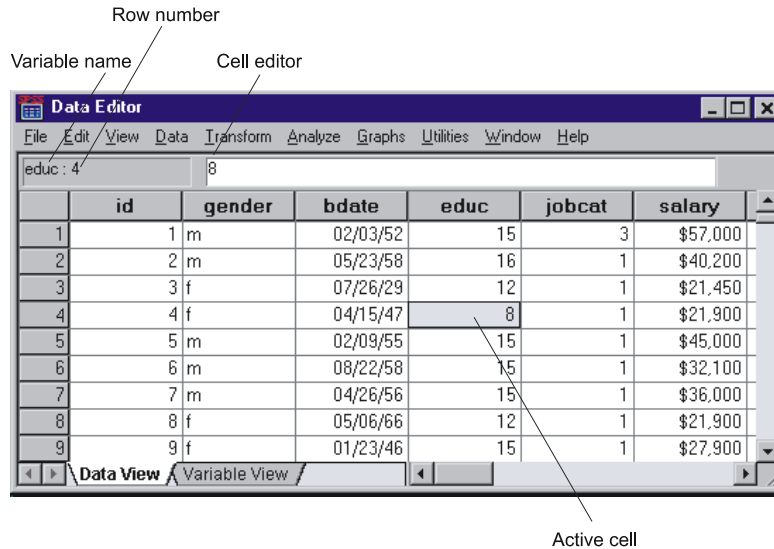 Row number
Variable name
Cell editor
SPSS
Data Editor
File Edit View Data Transform Analyze Graphs Utilities Window Help
educ : 4 8
id gender bdate educ jobcat salary
1 1 m 02/03/52 15 3 $57,000
2 2 m 05/23/58 16 1 $40,200
3 3 f 07/26/29 12 1 $21,450
4 4 f 04/15/47 8 1 $21,900
5 5 m 02/09/55 15 1 $45,000
6 6 m 08/22/58 15 1 $32,100
7 7 m 04/26/56 15 1 $36,000
8 8 f 05/06/66 12 1 $21,900
9 9 f 01/23/46 15 1 $27,900
Data View Variable View
Active cell